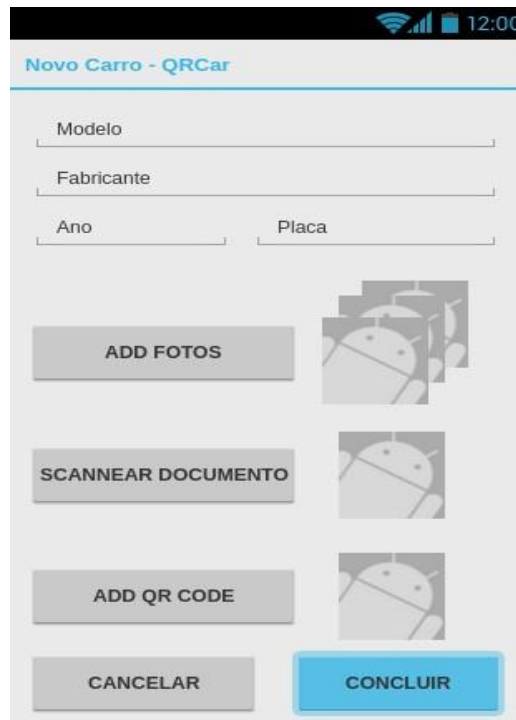 12:00
Novo Carro - QRCar
Modelo
Fabricante
Ano Placa
ADD FOTOS
SCANNEAR DOCUMENTO
ADD QR CODE
CANCELAR CONCLUIR